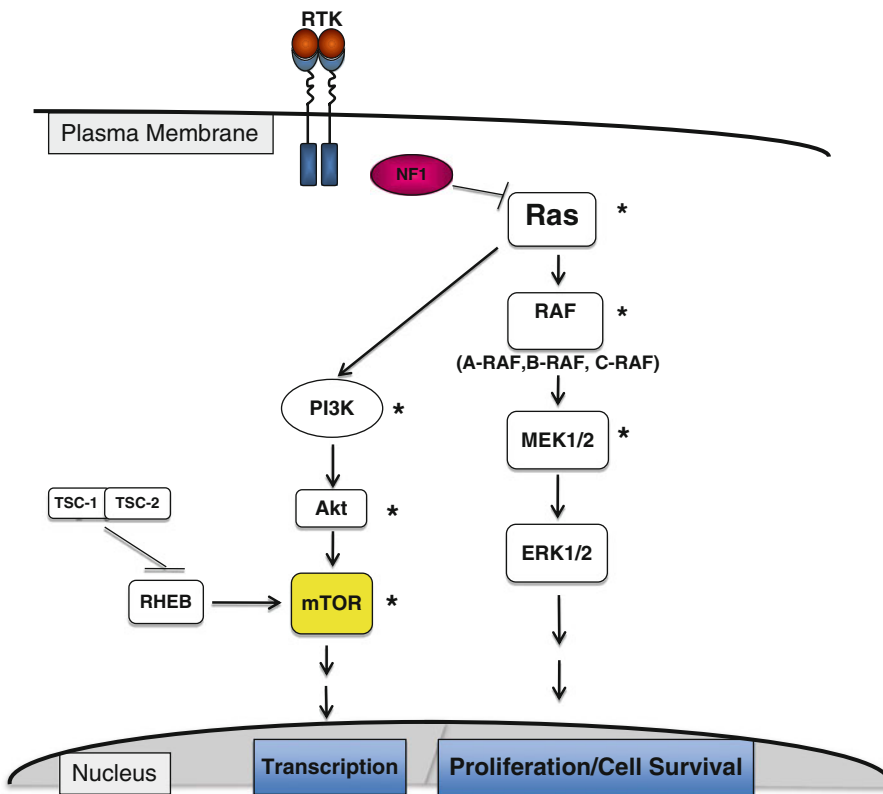 RTK
Plasma Membrane
NF1
Ras *
RAF *
(A-RAF,B-RAF, C-RAF)
PI3K *
MEK1/2 *
TSC-1 TSC-2
Akt *
ERK1/2
RHEB
mTOR *
Nucleus
Transcription
Proliferation/Cell Survival